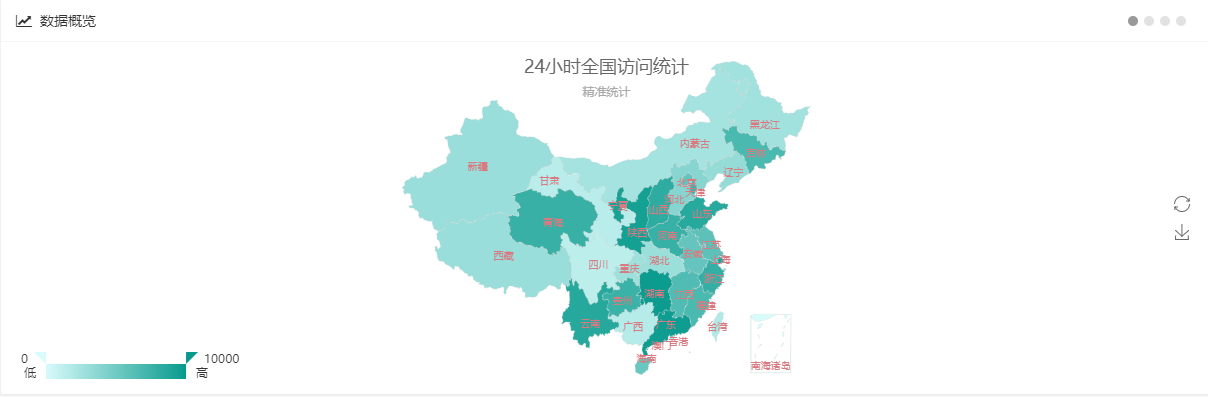 数据概览
24小时全国访问统计
精准统计
黑龙江
内蒙古
吉林
辽宁
新疆
甘肃
北京
天津
河北
宁夏
山西
山东
青海
陕西
河南
江苏
西藏
四川
湖北
安徽
上海
重庆
浙江
湖南
江西
贵州
福建
云南
广西
广东
台湾
香港
澳门
海南
南海诸岛
0
10000
低
高